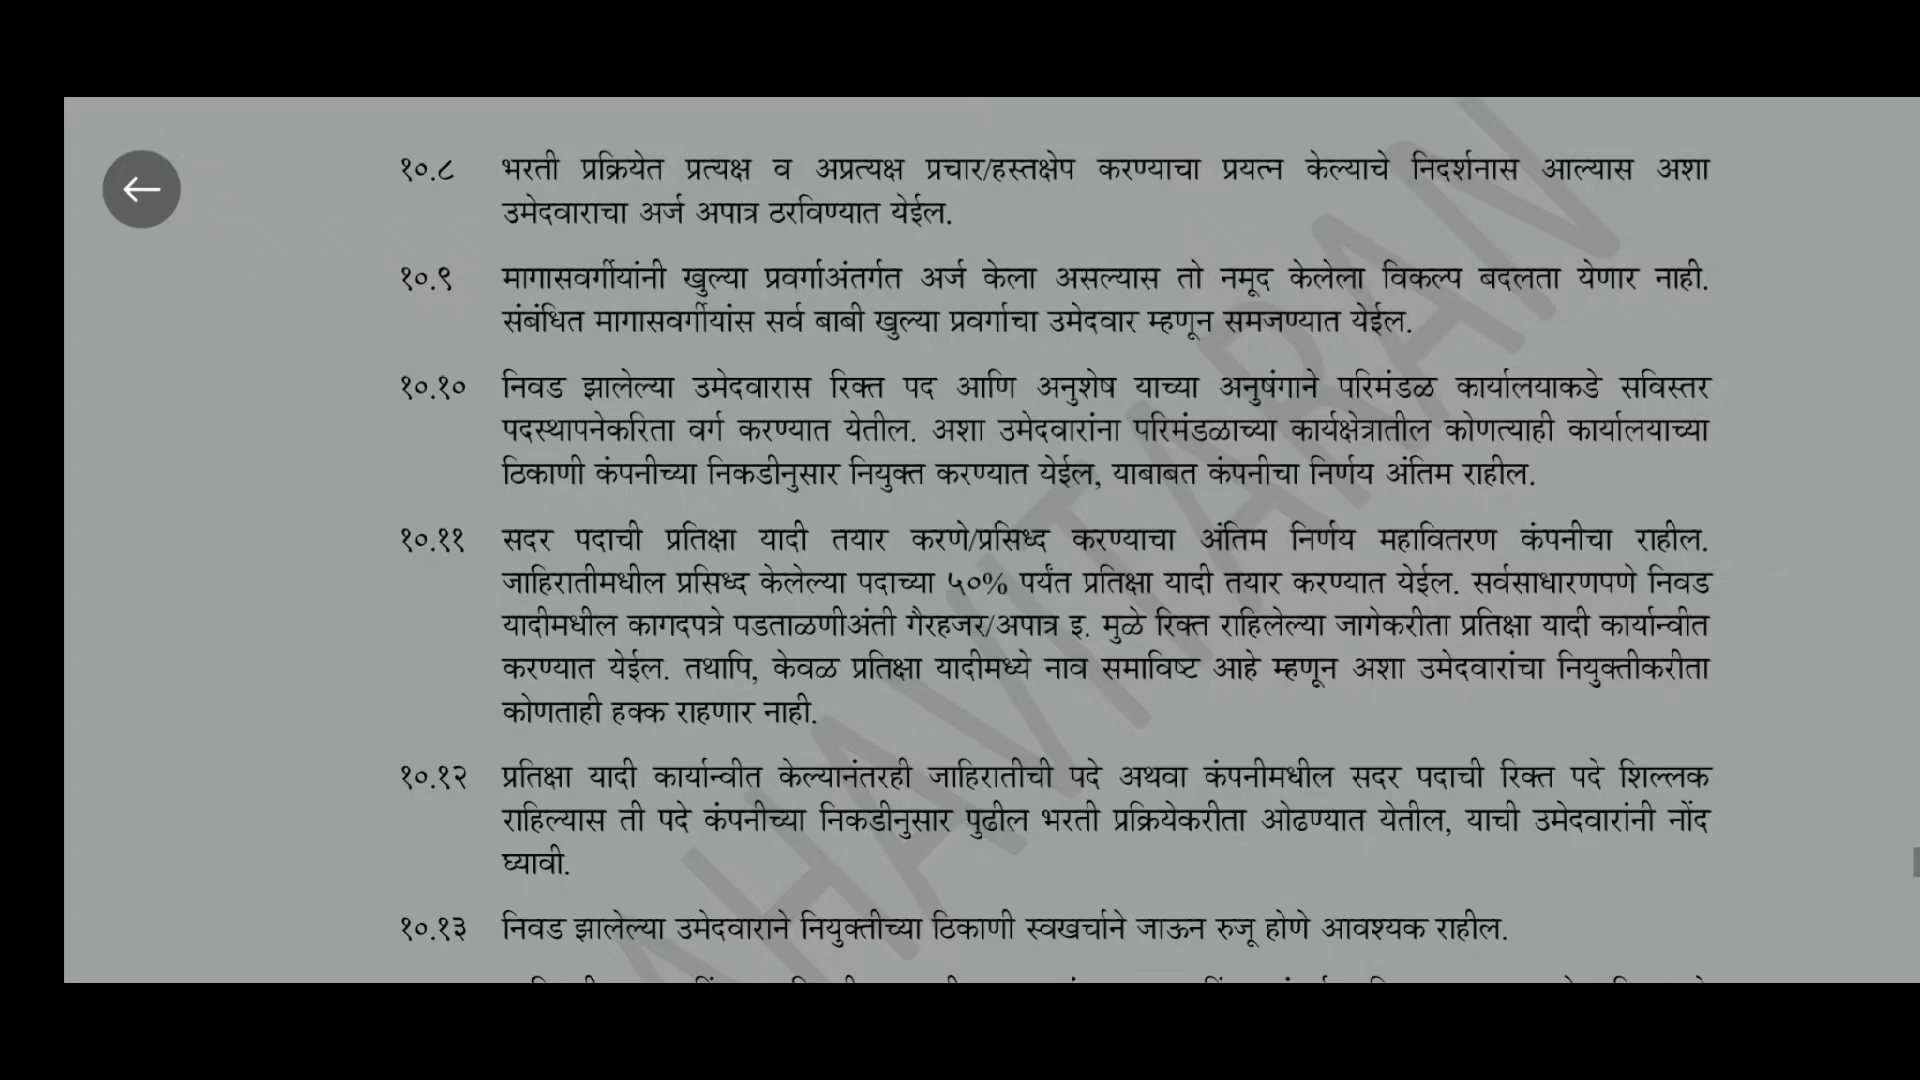 १०.८ भरती प्रक्रियेत प्रत्यक्ष व अप्रत्यक्ष प्रचार/हस्तक्षेप करण्याचा प्रयत्न केल्याचे निदर्शनास आल्यास अशा
उमेदवाराचा अर्ज अपात्र ठरविण्यात येईल.
१०.९ मागासवर्गीयांनी खुल्या प्रवर्गाअंतर्गत अर्ज केला असल्यास तो नमूद केलेला विकल्प बदलता येणार नाही.
संबंधित मागासवर्गीयांस सर्व बाबी खुल्या प्रवर्गाचा उमेदवार म्हणून समजण्यात येईल.
१०.१० निवड झालेल्या उमेदवारास रिक्त पद आणि अनुशेष याच्या अनुषंगाने परिमंडळ कार्यालयाकडे सविस्तर
पदस्थापनेकरिता वर्ग करण्यात येतील. अशा उमेदवारांना परिमंडळाच्या कार्यक्षेत्रातील कोणत्याही कार्यालयाच्या
ठिकाणी कंपनीच्या निकडीनुसार नियुक्त करण्यात येईल, याबाबत कंपनीचा निर्णय अंतिम राहील.
१०.११ सदर पदाची प्रतिक्षा यादी तयार करणे/प्रसिध्द करण्याचा अंतिम निर्णय महावितरण कंपनीचा राहील.
जाहिरातीमधील प्रसिध्द केलेल्या पदाच्या ५०% पर्यंत प्रतिक्षा यादी तयार करण्यात येईल. सर्वसाधारणपणे निवड
यादीमधील कागदपत्रे पडताळणीअंती गैरहजर/अपात्र इ. मुळे रिक्त राहिलेल्या जागेकरीता प्रतिक्षा यादी कार्यान्वीत
करण्यात येईल. तथापि, केवळ प्रतिक्षा यादीमध्ये नाव समाविष्ट आहे म्हणून अशा उमेदवारांचा नियुक्तीकरीता
कोणताही हक्क राहणार नाही.
१०.१२ प्रतिक्षा यादी कार्यान्वीत केल्यानंतरही जाहिरातीची पदे अथवा कंपनीमधील सदर पदाची रिक्त पदे शिल्लक
राहिल्यास ती पदे कंपनीच्या निकडीनुसार पुढील भरती प्रक्रियेकरीता ओढण्यात येतील, याची उमेदवारांनी नोंद
घ्यावी.
१०.१३ निवड झालेल्या उमेदवाराने नियुक्तीच्या ठिकाणी स्वखर्चाने जाऊन रुजू होणे आवश्यक राहील.